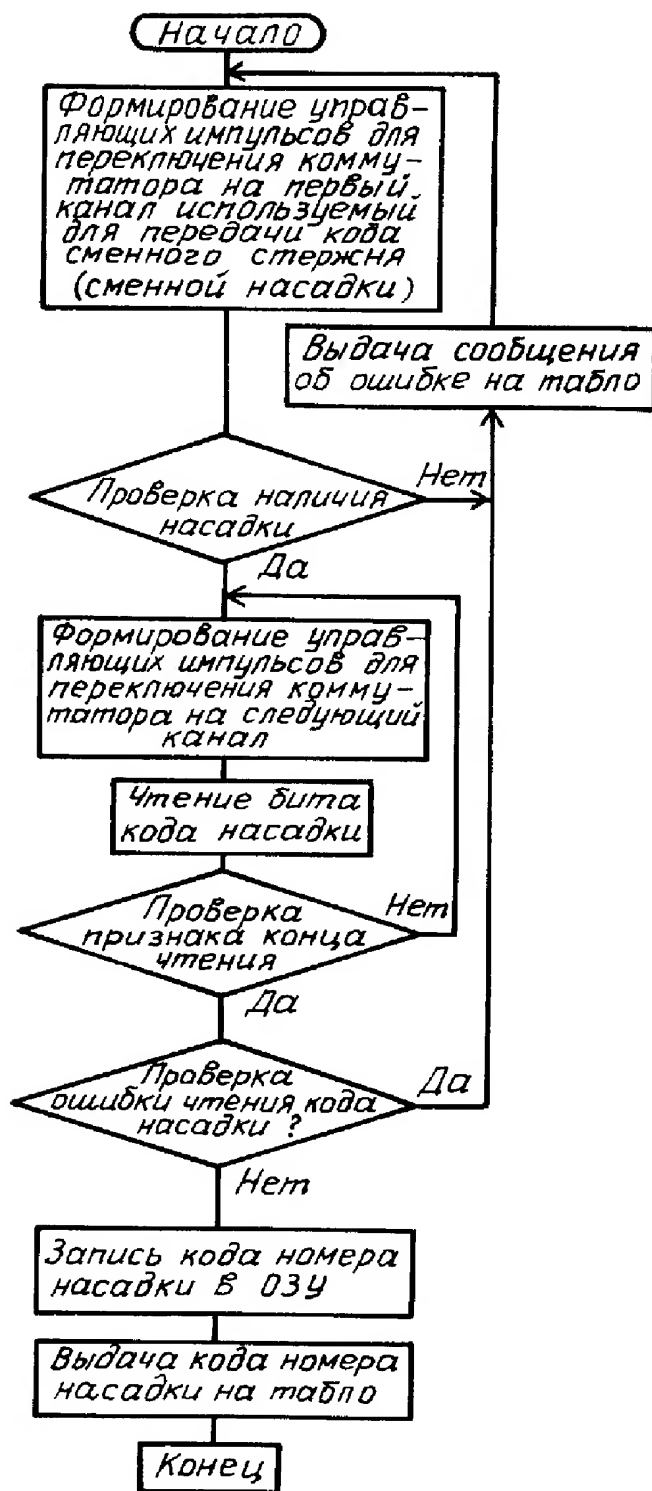 Начало
Формирование управ-
ляющих импульсов для
переключения комму-
татора на первый
канал используемый
для передачи кода
сменного стержня
(сменной насадки)
Выдача сообщения
об ошибке на табло
Проверка наличия
насадки
Нет
Да
Формирование управ-
ляющих импульсов для
переключения комму-
татора на следующий
канал
Чтение бита
кода насадки
Проверка
признака конца
чтения
Нет
Да
Проверка
ошибки чтения кода
насадки ?
Да
Нет
Запись кода номера
насадки в ОЗУ
Выдача кода номера
насадки на табло
Конец